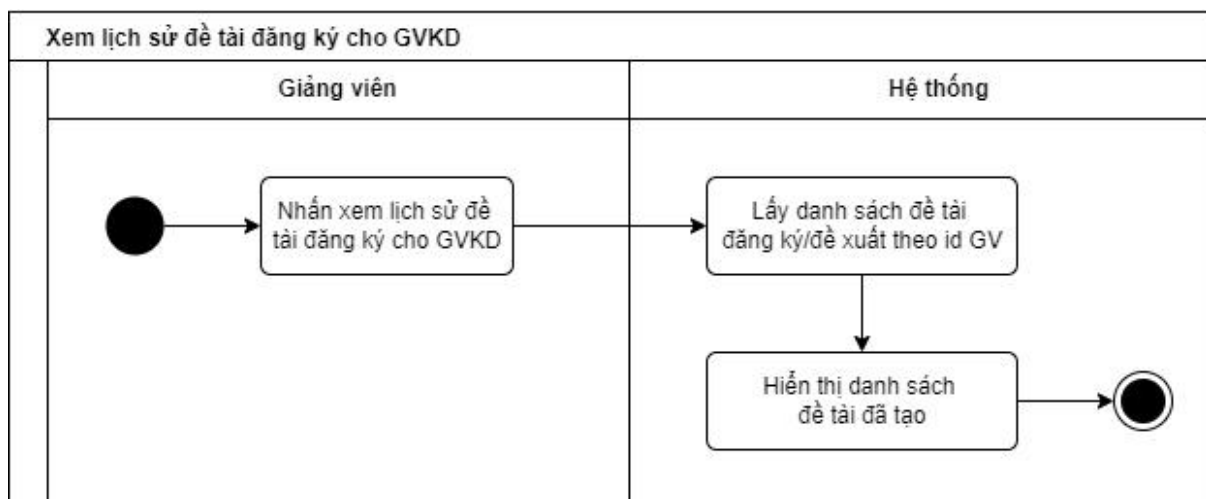 Xem lịch sử đề tài đăng ký cho GVKD
Giảng viên
Hệ thống
Nhấn xem lịch sử đề
tài đăng ký cho GVKD
Lấy danh sách đề tài
đăng ký/đề xuất theo id GV
Hiển thị danh sách
đề tài đã tạo